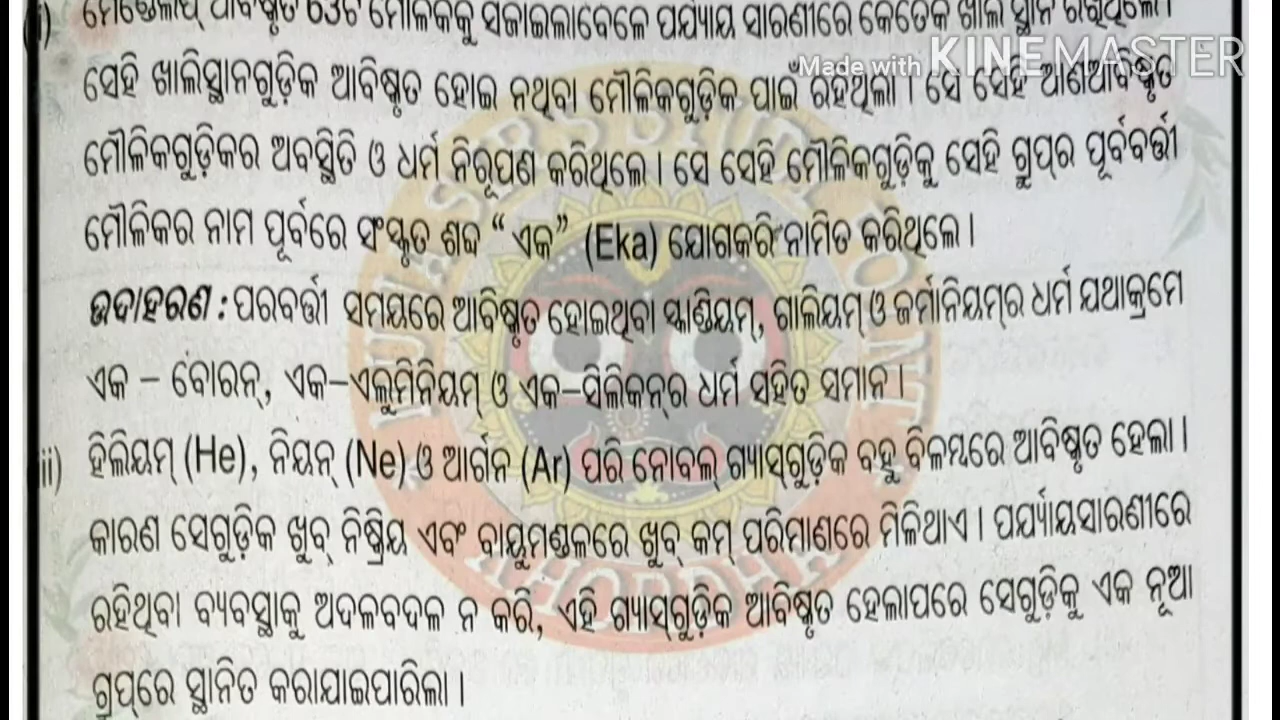 i) ମେଣ୍ଡେଲିଫ୍ ଆବିଷ୍କୃତ ୬୩ଟି ମୌଳିକକୁ ସଜାଇଲାବେଳେ ପର୍ଯ୍ୟାୟ ସାରଣୀରେ କେତେକ ଖାଲି ସ୍ଥାନ ରଖିଥିଲେ।
Made with KINEMASTER
ସେହି ଖାଲିସ୍ଥାନଗୁଡ଼ିକ ଆବିଷ୍କୃତ ହୋଇ ନଥିବା ମୌଳିକଗୁଡ଼ିକ ପାଇଁ ରହିଥିଲା। ସେ ସେହି ଆଣଆବିଷ୍କୃତ
ମୌଳିକଗୁଡ଼ିକର ଅବସ୍ଥିତି ଓ ଧର୍ମ ନିରୂପଣ କରିଥିଲେ। ସେ ସେହି ମୌଳିକଗୁଡ଼ିକୁ ସେହି ଗ୍ରୁପ୍‌ର ପୂର୍ବବର୍ତ୍ତୀ
ମୌଳିକର ନାମ ପୂର୍ବରେ ସଂସ୍କୃତ ଶବ୍ଦ “ଏକ” (Eka) ଯୋଗକରି ନାମିତ କରିଥିଲେ।
ଉଦାହରଣ : ପରବର୍ତ୍ତୀ ସମୟରେ ଆବିଷ୍କୃତ ହୋଇଥିବା ସ୍କାଣ୍ଡିୟମ୍, ଗାଲିୟମ୍ ଓ ଜର୍ମାନିୟମ୍‌ର ଧର୍ମ ଯଥାକ୍ରମେ
ଏକ – ବୋରନ୍, ଏକ–ଏଲୁମିନିୟମ୍ ଓ ଏକ–ସିଲିକନ୍‌ର ଧର୍ମ ସହିତ ସମାନ।
ii) ହିଲିୟମ୍ (He), ନିୟନ୍ (Ne) ଓ ଆର୍ଗନ (Ar) ପରି ନୋବଲ୍ ଗ୍ୟାସ୍‌ଗୁଡ଼ିକ ବହୁ ବିଳମ୍ବରେ ଆବିଷ୍କୃତ ହେଲା।
କାରଣ ସେଗୁଡ଼ିକ ଖୁବ୍ ନିଷ୍କ୍ରିୟ ଏବଂ ବାୟୁମଣ୍ଡଳରେ ଖୁବ୍ କମ୍ ପରିମାଣରେ ମିଳିଥାଏ। ପର୍ଯ୍ୟାୟସାରଣୀରେ
ରହିଥିବା ବ୍ୟବସ୍ଥାକୁ ଅଦଳବଦଳ ନ କରି, ଏହି ଗ୍ୟାସ୍‌ଗୁଡ଼ିକ ଆବିଷ୍କୃତ ହେଲାପରେ ସେଗୁଡ଼ିକୁ ଏକ ନୂଆ
ଗ୍ରୁପ୍‌ରେ ସ୍ଥାନିତ କରାଯାଇପାରିଲା।